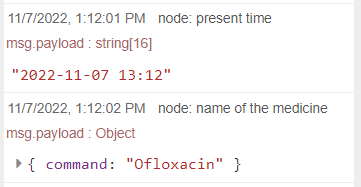 11/7/2022, 1:12:01 PM node: present time
msg.payload : string[16]
"2022-11-07 13:12"
11/7/2022, 1:12:02 PM node: name of the medicine
msg.payload : Object
{ command: "Ofloxacin" }